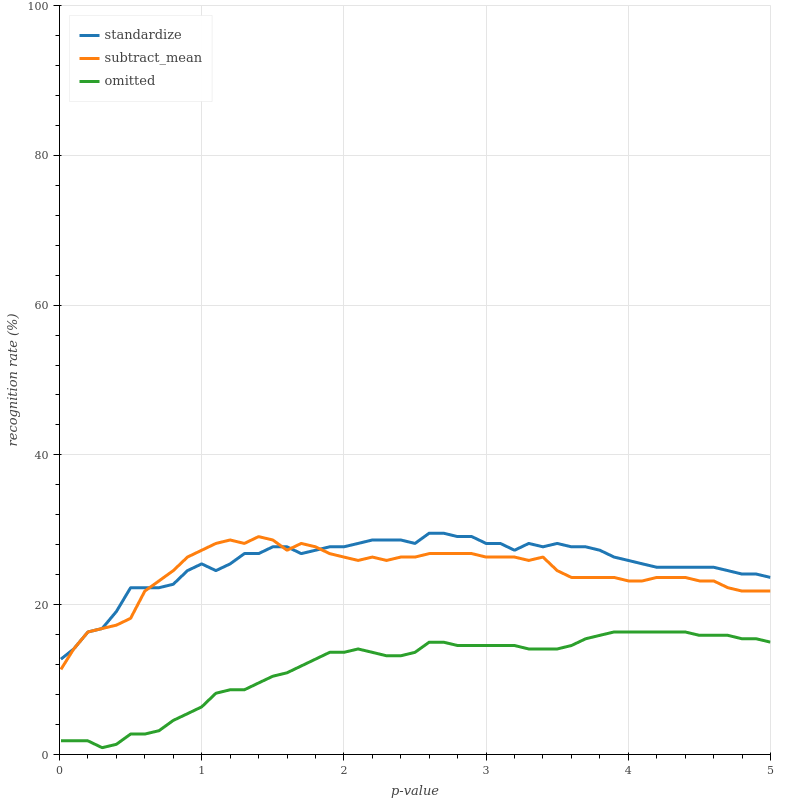 100
80
60
40
20
0
recognition rate (%)
standardize
subtract_mean
omitted
0 1 2 3 4 5
p-value